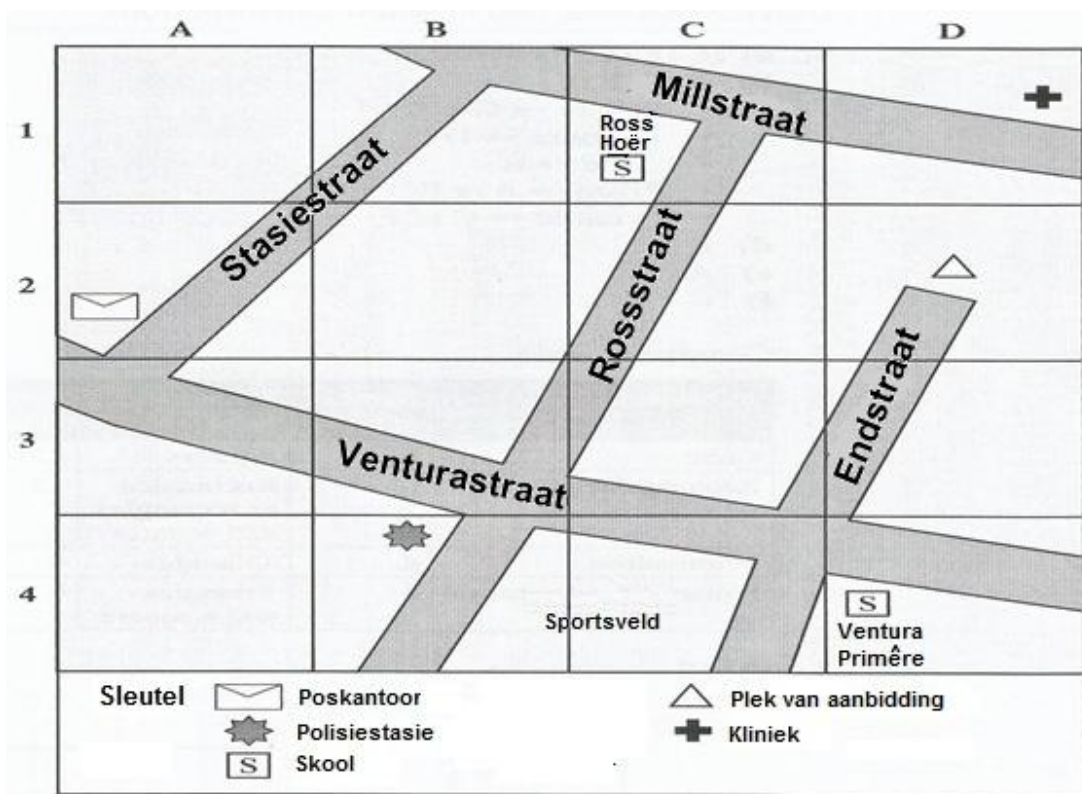 A B C D
1
Millstraat
Ross
Hoër
S
Stasiestraat
2
Rossstraat
Endstraat
3
Venturastraat
4
Sportsveld
S
Ventura
Primêre
Sleutel
Poskantoor
Plek van aanbidding
Polisiestasie
Kliniek
S Skool